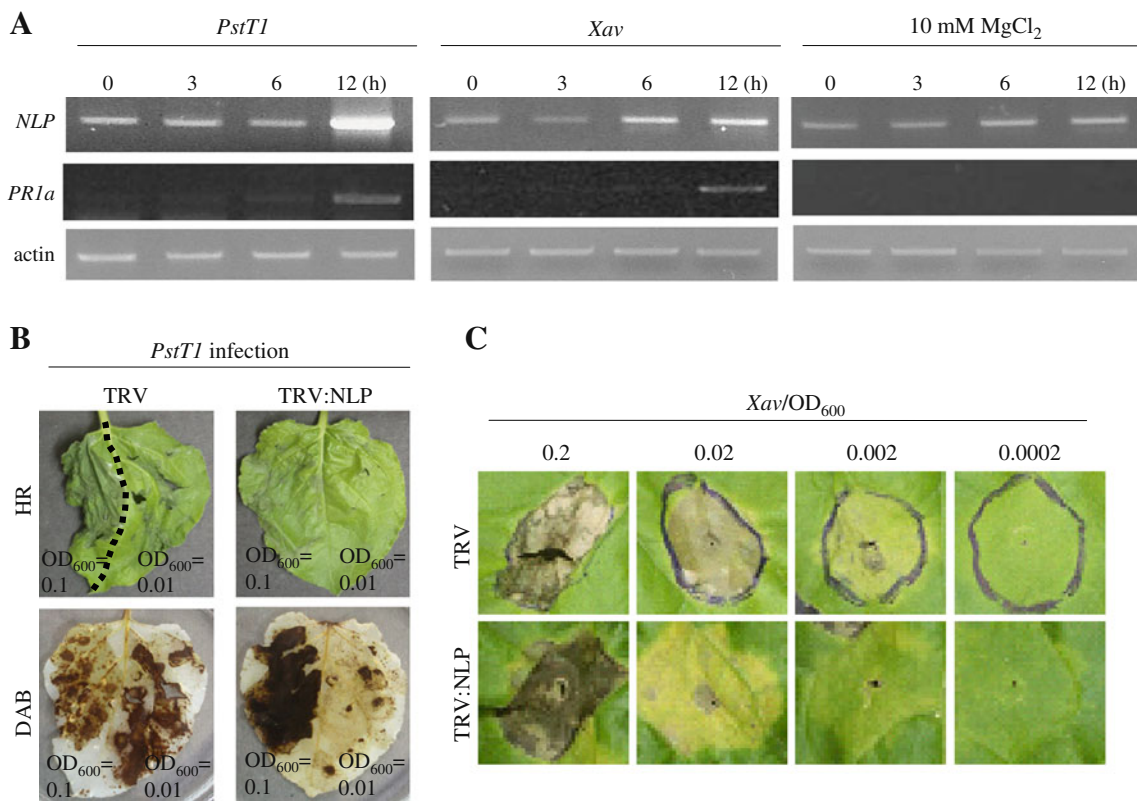 A
PstT1 Xav 10 mM MgCl₂
0 3 6 12 (h) 0 3 6 12 (h) 0 3 6 12 (h)
NLP
PR1a
actin
B
PstT1 infection
TRV TRV:NLP
HR
OD₆₀₀= OD₆₀₀= OD₆₀₀= OD₆₀₀=
0.1 0.01 0.1 0.01
DAB
OD₆₀₀= OD₆₀₀= OD₆₀₀= OD₆₀₀=
0.1 0.01 0.1 0.01
C
Xav/OD₆₀₀
0.2 0.02 0.002 0.0002
TRV
TRV:NLP